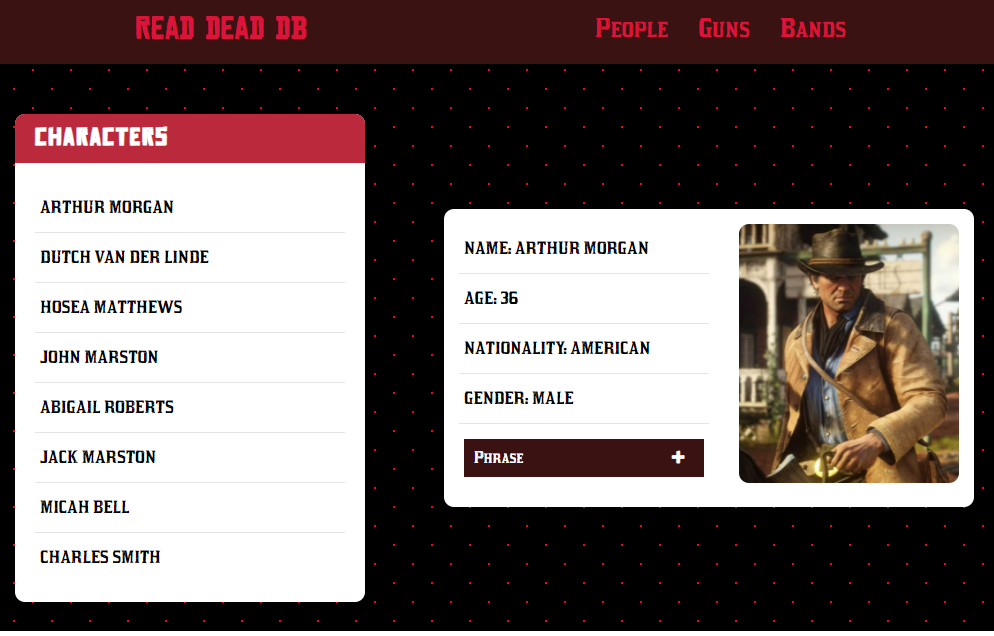 READ DEAD DB
People Guns Bands
CHARACTERS
ARTHUR MORGAN
DUTCH VAN DER LINDE
HOSEA MATTHEWS
JOHN MARSTON
ABIGAIL ROBERTS
JACK MARSTON
MICAH BELL
CHARLES SMITH
NAME: ARTHUR MORGAN
AGE: 36
NATIONALITY: AMERICAN
GENDER: MALE
Phrase +